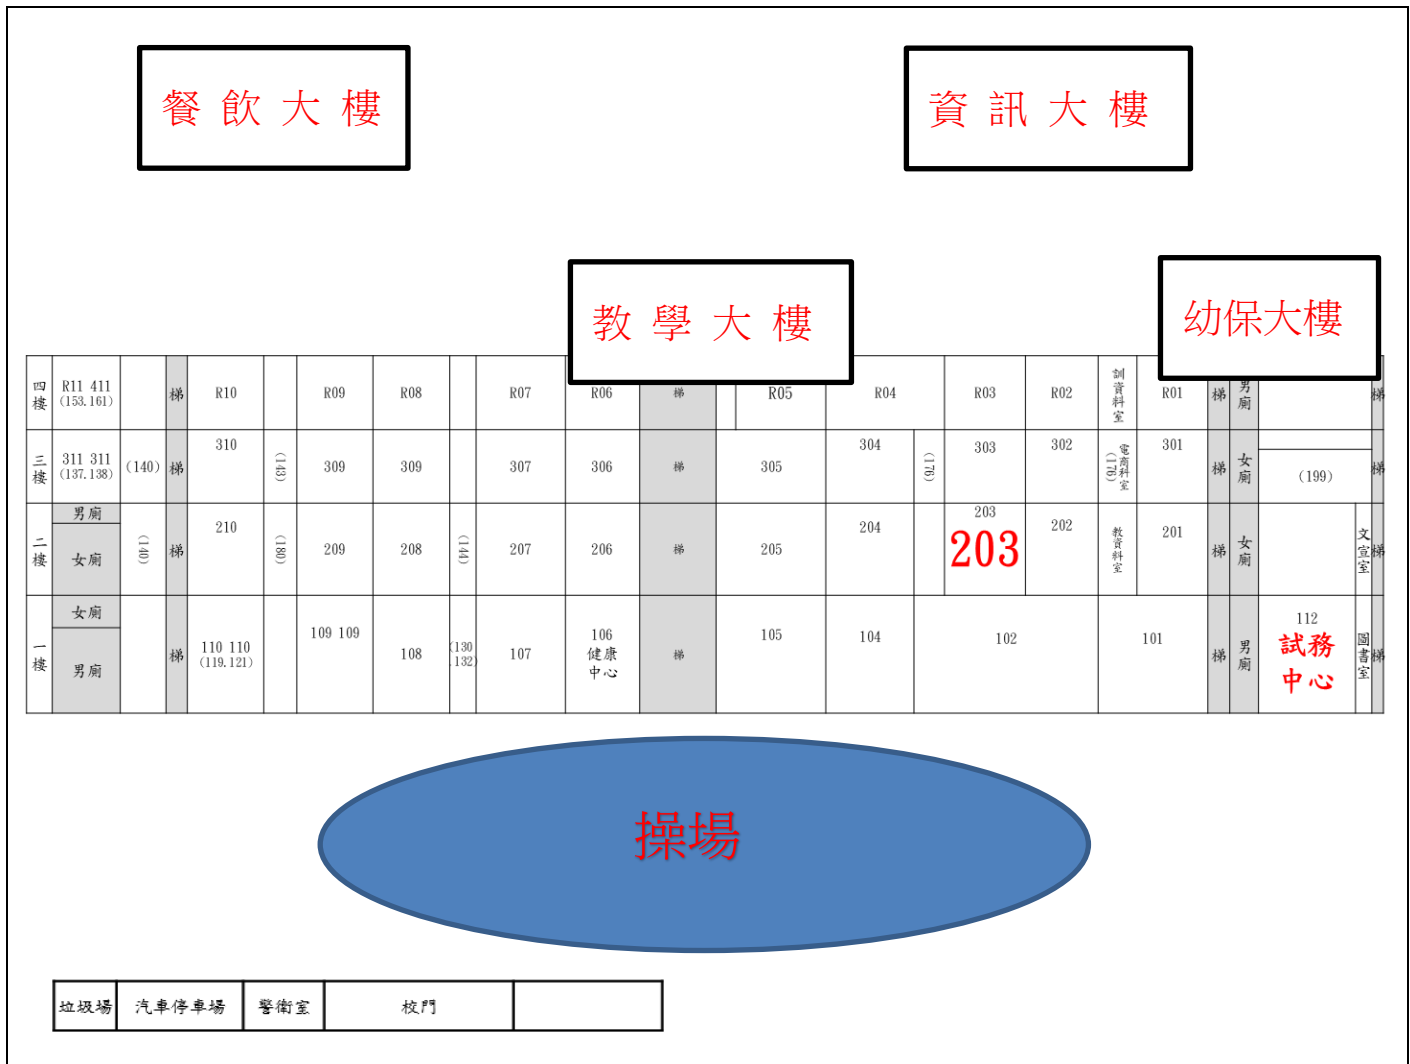 餐飲大樓
資訊大樓
教學大樓
幼保大樓
四樓
R11 411
(153.161)
梯
R10
R09
R08
R07
R06
梯
R05
R04
R03
R02
訓資料室
R01
梯
男廁
梯
三樓
311 311
(137.138)
(140)
梯
310
(143)
309
309
307
306
梯
305
304
(176)
303
302
電商科室
(176)
301
梯
女廁
(199)
梯
二樓
男廁
女廁
(140)
梯
210
(180)
209
208
(144)
207
206
梯
205
204
203
203
202
教資料室
201
梯
女廁
文宣室
梯
一樓
女廁
男廁
梯
110 110
(119.121)
109 109
108
(130
.132)
107
106
健康
中心
梯
105
104
102
101
梯
男廁
112
試務
中心
圖書室
梯
操場
垃圾場
汽車停車場
警衛室
校門